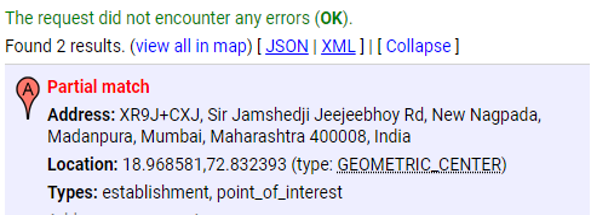 The request did not encounter any errors (OK).
Found 2 results. (view all in map) [ JSON | XML ] | [ Collapse ]
A
Partial match
Address: XR9J+CXJ, Sir Jamshedji Jeejeebhoy Rd, New Nagpada,
Madanpura, Mumbai, Maharashtra 400008, India
Location: 18.968581,72.832393 (type: GEOMETRIC_CENTER)
Types: establishment, point_of_interest